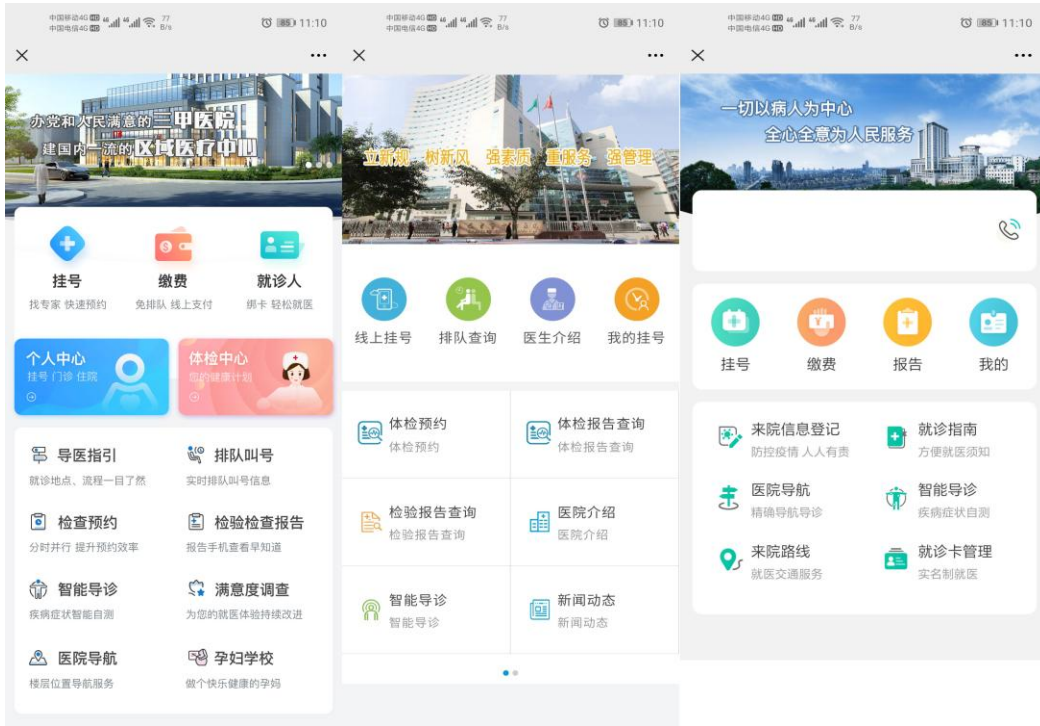 中国移动4G HD 46 46 77
中国电信4G HD B/s
85 11:10
办党和人民满意的三甲医院
建国内一流的区域医疗中心
挂号
找专家 快速预约
缴费
免排队 线上支付
就诊人
绑卡 轻松就医
个人中心
挂号 门诊 住院
体检中心
您的健康计划
导医指引
就诊地点、流程一目了然
排队叫号
实时排队叫号信息
检查预约
分时并行 提升预约效率
检验检查报告
报告手机查看早知道
智能导诊
疾病症状智能自测
满意度调查
为您的就医体验持续改进
医院导航
楼层位置导航服务
孕妇学校
做个快乐健康的孕妈
中国移动4G HD 46 46 77
中国电信4G HD B/s
85 11:10
立新规 树新风 强素质 重服务 强管理
线上挂号
排队查询
医生介绍
我的挂号
体检预约
体检预约
体检报告查询
体检报告查询
检验报告查询
检验报告查询
医院介绍
医院介绍
智能导诊
智能导诊
新闻动态
新闻动态
中国移动4G HD 46 46 77
中国电信4G HD B/s
85 11:10
一切以病人为中心
全心全意为人民服务
挂号
缴费
报告
我的
来院信息登记
防控疫情 人人有责
就诊指南
方便就医须知
医院导航
精确导航导诊
智能导诊
疾病症状自测
来院路线
就医交通服务
就诊卡管理
实名制就医